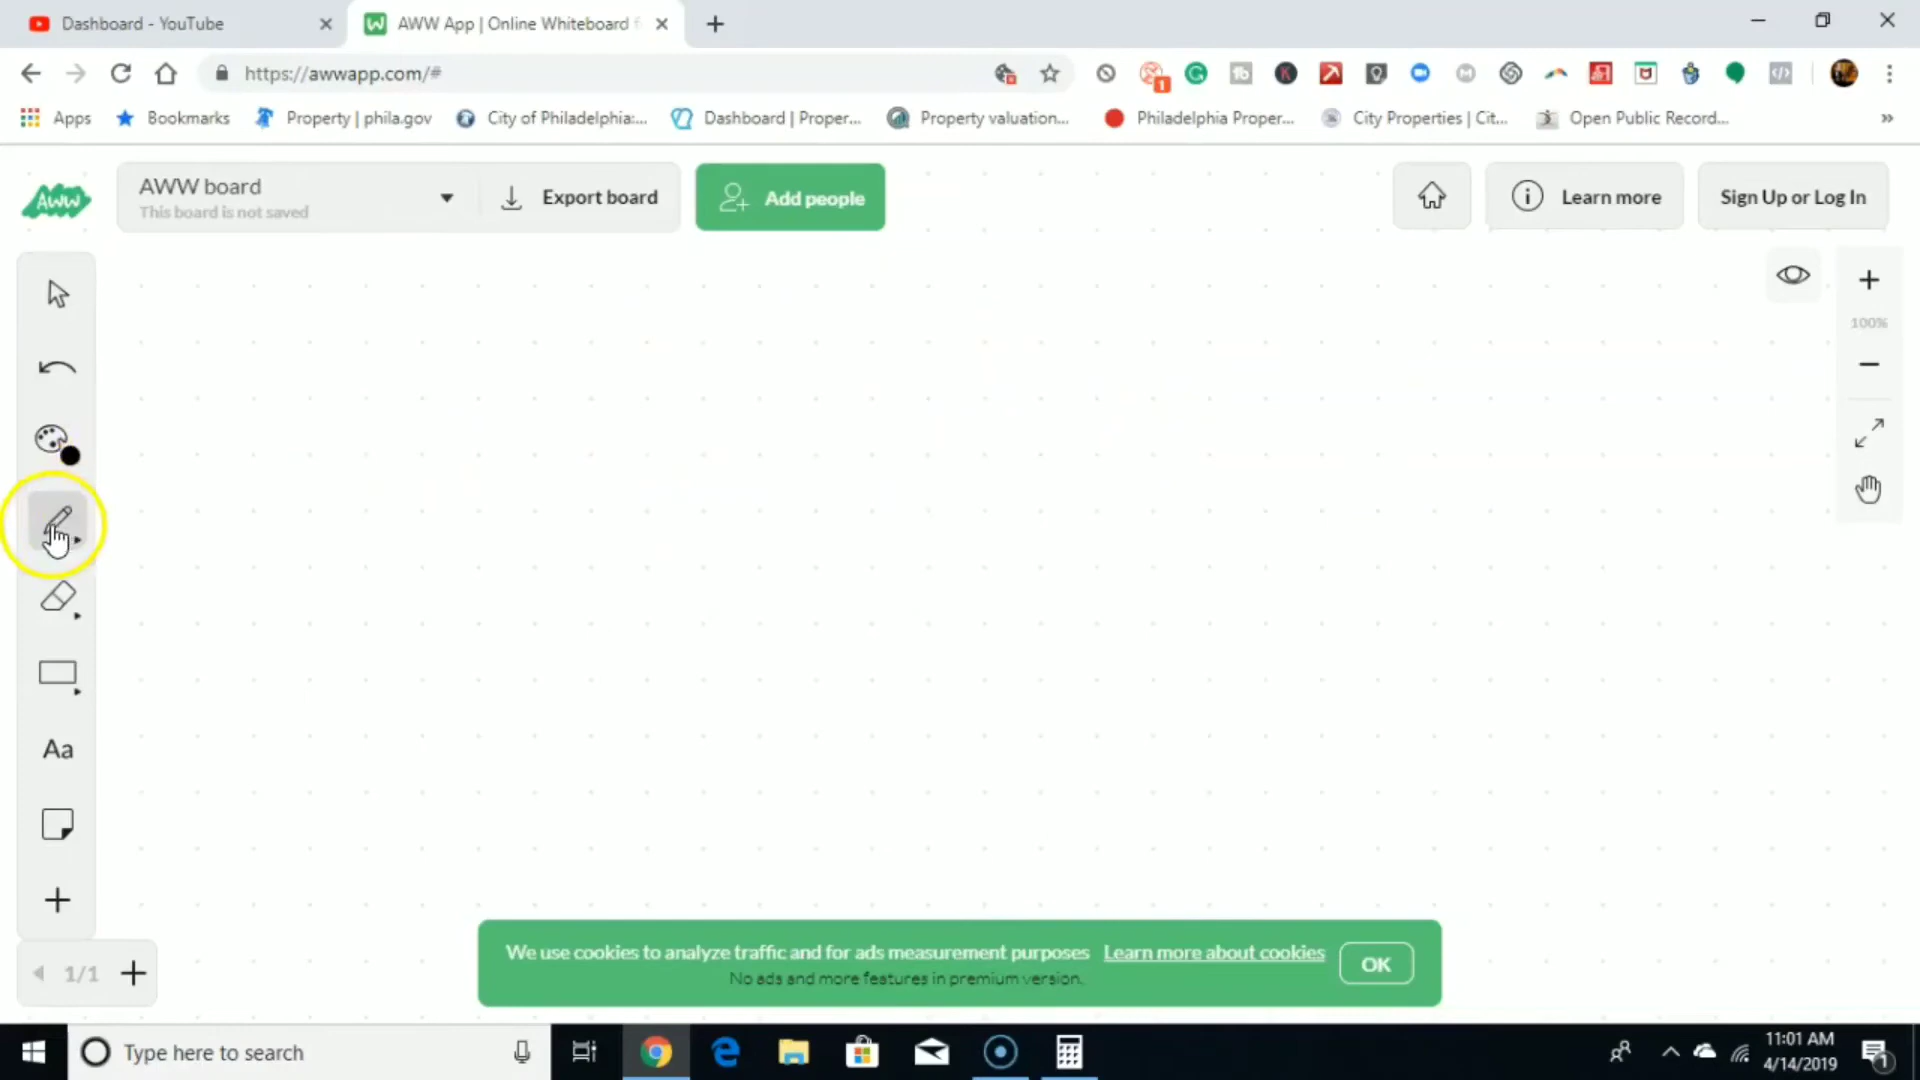 Dashboard - YouTube
AWW App | Online Whiteboard f
https://awwapp.com/#
1
Apps
Bookmarks
Property | phila.gov
City of Philadelphia:...
Dashboard | Proper...
Property valuation...
Philadelphia Proper...
City Properties | Cit...
Open Public Record...
»
AWW
AWW board
This board is not saved
Export board
Add people
Learn more
Sign Up or Log In
100%
Aa
1/1
We use cookies to analyze traffic and for ads measurement purposes Learn more about cookies
No ads and more features in premium version.
OK
Type here to search
11:01 AM
4/14/2019
1